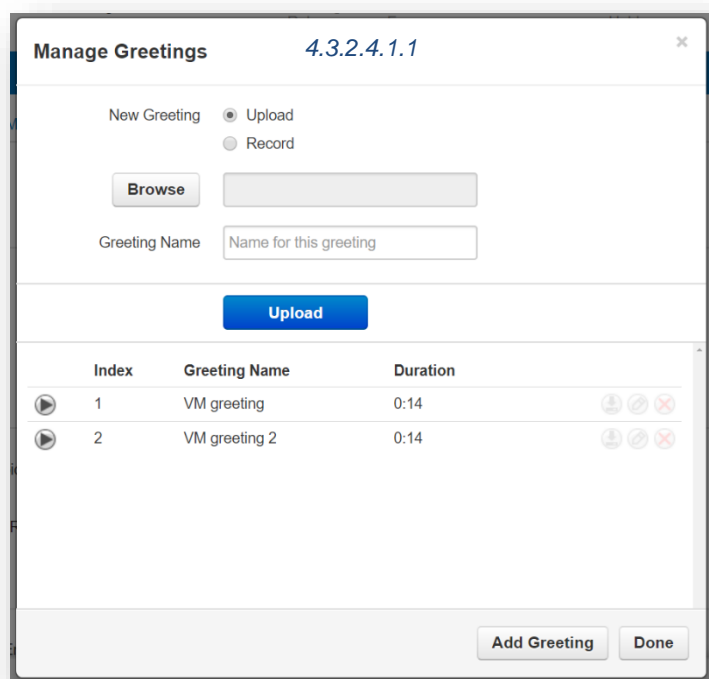 Manage Greetings 4.3.2.4.1.1 ×
New Greeting Upload
Record
Browse
Greeting Name Name for this greeting
Upload
Index Greeting Name Duration
1 VM greeting 0:14
2 VM greeting 2 0:14
Add Greeting Done